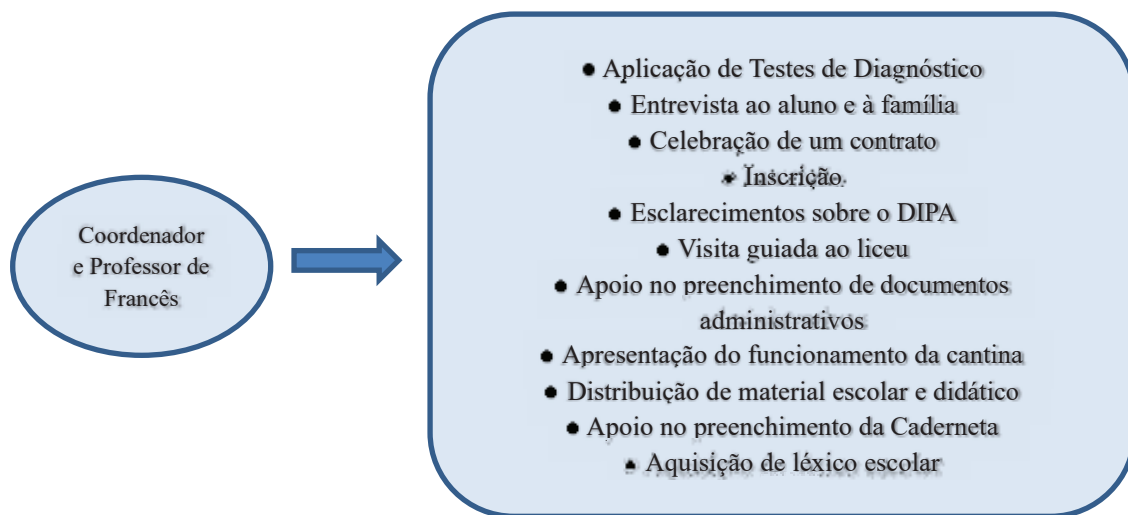 Coordenador
e Professor de
Francês
● Aplicação de Testes de Diagnóstico
● Entrevista ao aluno e à família
● Celebração de um contrato
● Inscrição
● Esclarecimentos sobre o DIPA
● Visita guiada ao liceu
● Apoio no preenchimento de documentos
administrativos
● Apresentação do funcionamento da cantina
● Distribuição de material escolar e didático
● Apoio no preenchimento da Caderneta
● Aquisição de léxico escolar